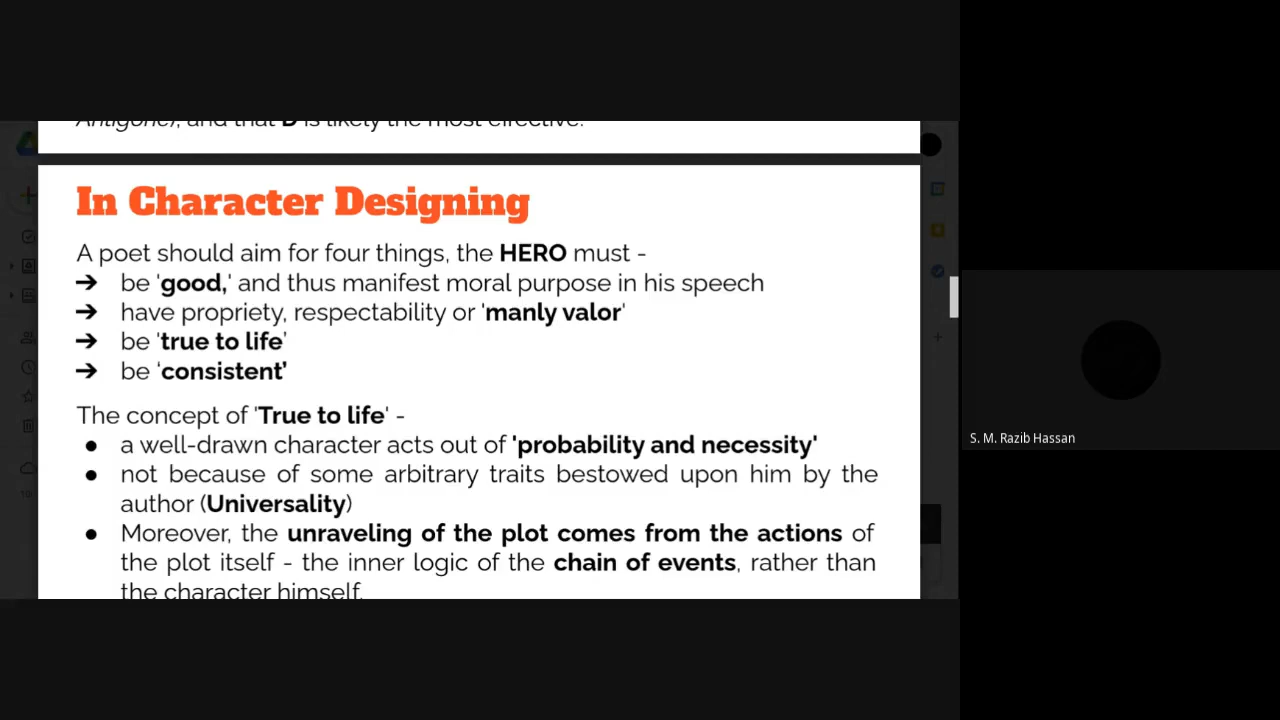 Antigone), and that D is likely the most effective.
In Character Designing
A poet should aim for four things, the HERO must -
➔ be 'good,' and thus manifest moral purpose in his speech
➔ have propriety, respectability or 'manly valor'
➔ be 'true to life'
➔ be ‘consistent’
The concept of 'True to life' -
● a well-drawn character acts out of 'probability and necessity'
● not because of some arbitrary traits bestowed upon him by the
author (Universality)
● Moreover, the unraveling of the plot comes from the actions of
the plot itself - the inner logic of the chain of events, rather than
the character himself.
S. M. Razib Hassan